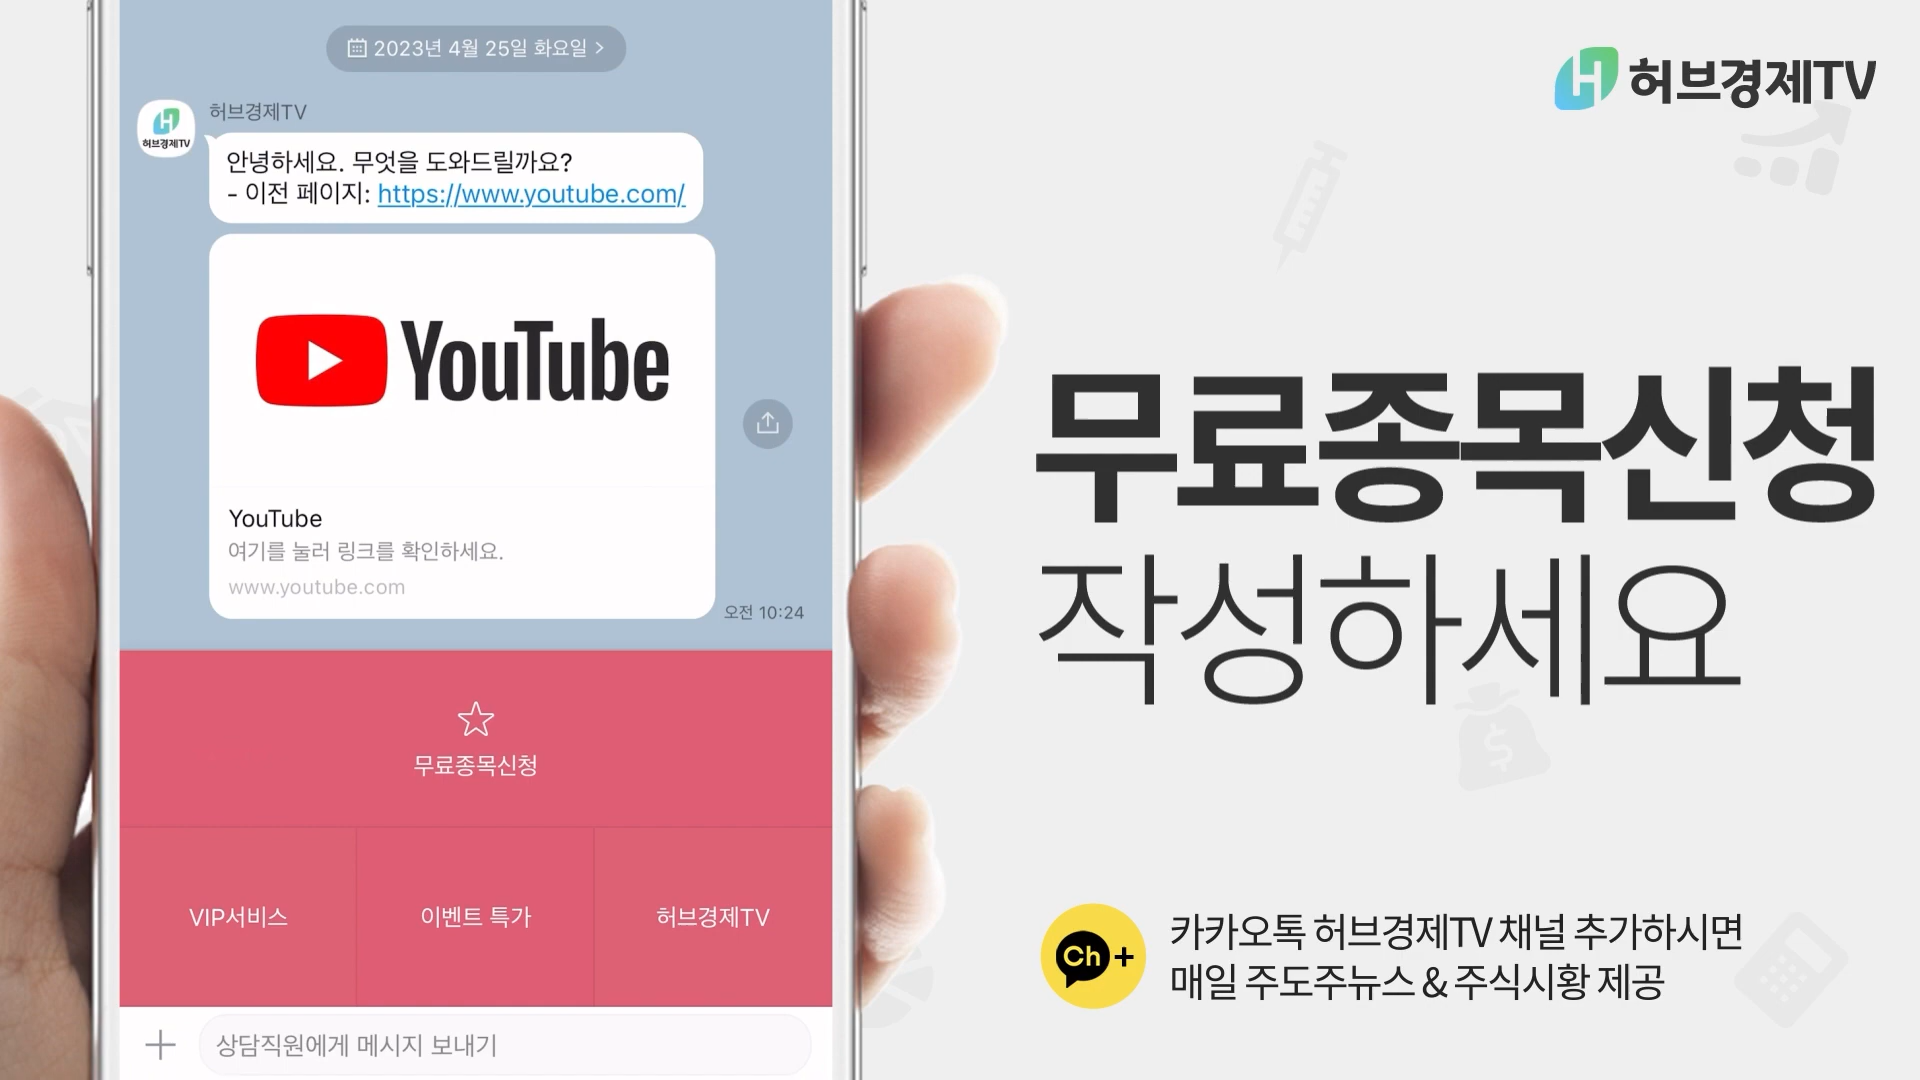 2023년 4월 25일 화요일 >
허브경제TV
허브경제TV
안녕하세요. 무엇을 도와드릴까요?
- 이전 페이지: https://www.youtube.com/
YouTube
YouTube
여기를 눌러 링크를 확인하세요.
www.youtube.com
오전 10:24
무료종목신청
VIP서비스
이벤트 특가
허브경제TV
상담직원에게 메시지 보내기
허브경제TV
무료종목신청
작성하세요
Ch+
카카오톡 허브경제TV 채널 추가하시면
매일 주도주뉴스 & 주식시황 제공